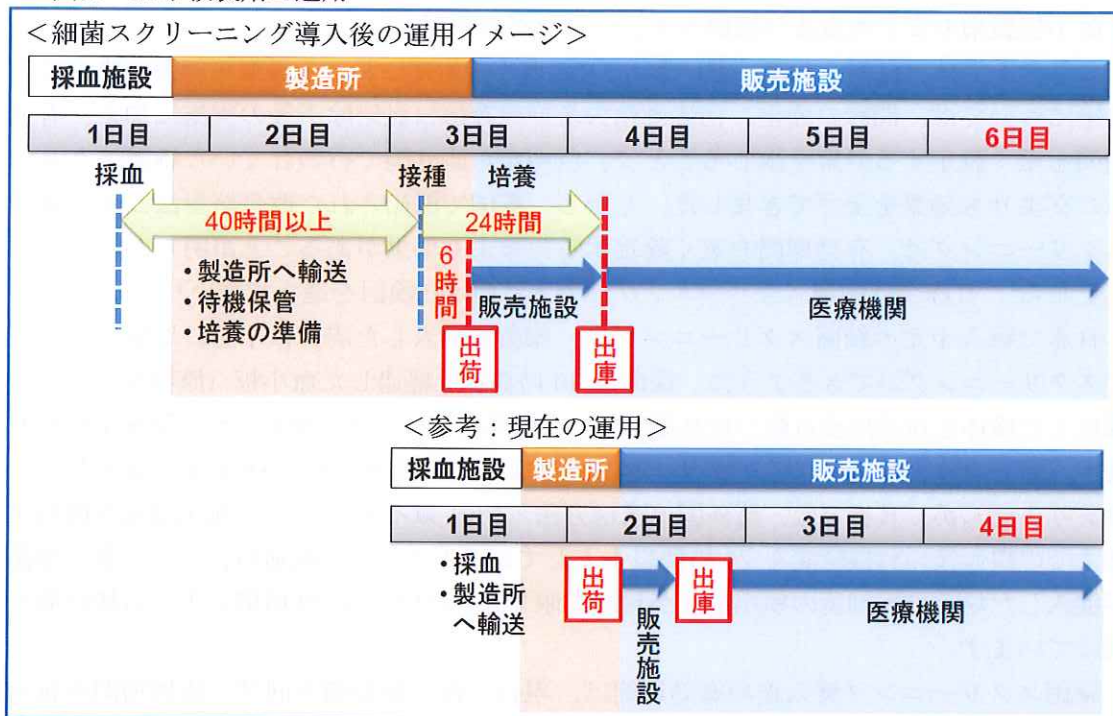 ＜細菌スクリーニング導入後の運用イメージ＞
採血施設 製造所 販売施設
1日目 2日目 3日目 4日目 5日目 6日目
採血 接種 培養
40時間以上 24時間
・製造所へ輸送
・待機保管
・培養の準備
6時間
販売施設 医療機関
出荷 出庫
＜参考：現在の運用＞
採血施設 製造所 販売施設
1日目 2日目 3日目 4日目
・採血
・製造所
へ輸送
出荷 出庫
販売施設
医療機関